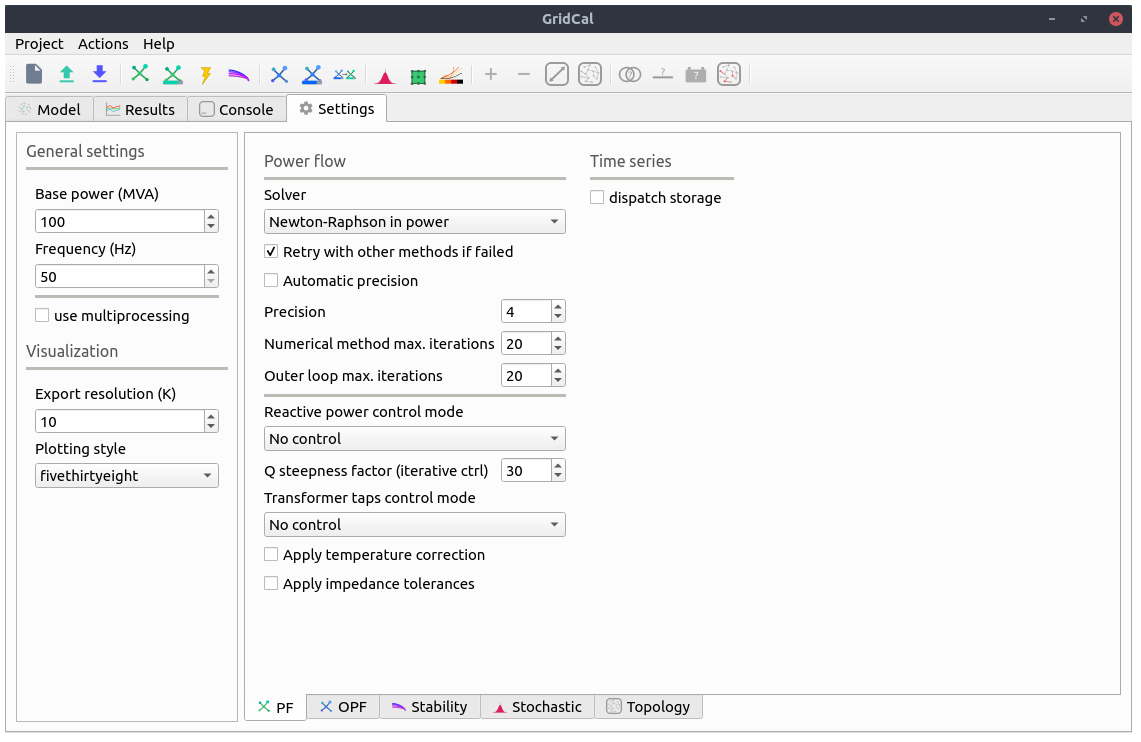 GridCal
Project Actions Help
Model Results Console Settings
General settings
Base power (MVA)
100
Frequency (Hz)
50
use multiprocessing
Visualization
Export resolution (K)
10
Plotting style
fivethirtyeight
Power flow
Solver
Newton-Raphson in power
Retry with other methods if failed
Automatic precision
Precision 4
Numerical method max. iterations 20
Outer loop max. iterations 20
Reactive power control mode
No control
Q steepness factor (iterative ctrl) 30
Transformer taps control mode
No control
Apply temperature correction
Apply impedance tolerances
Time series
dispatch storage
PF OPF Stability Stochastic Topology